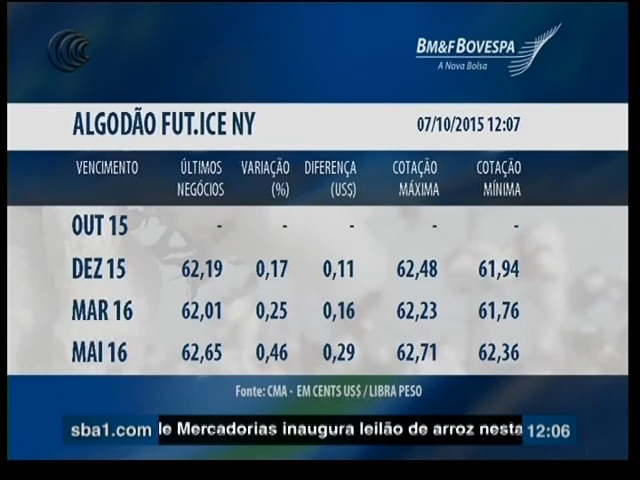 BM&FBOVESPA
A Nova Bolsa
ALGODÃO FUT.ICE NY 07/10/2015 12:07
VENCIMENTO ÚLTIMOS NEGÓCIOS VARIAÇÃO (%) DIFERENÇA (US$) COTAÇÃO MÁXIMA COTAÇÃO MÍNIMA
OUT 15 - - - - -
DEZ 15 62,19 0,17 0,11 62,48 61,94
MAR 16 62,01 0,25 0,16 62,23 61,76
MAI 16 62,65 0,46 0,29 62,71 62,36
Fonte: CMA - EM CENTS US$ / LIBRA PESO
sba1.com le Mercadorias inaugura leilão de arroz nesta 12:06